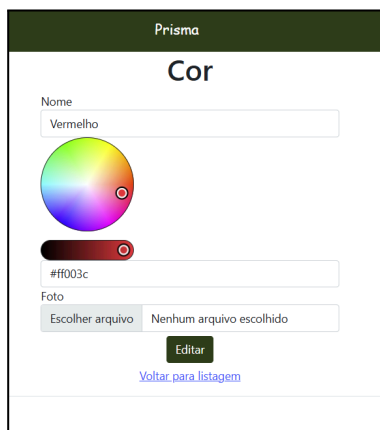 Prisma
Cor
Nome
Vermelho
#ff003c
Foto
Escolher arquivo Nenhum arquivo escolhido
Editar
Voltar para listagem